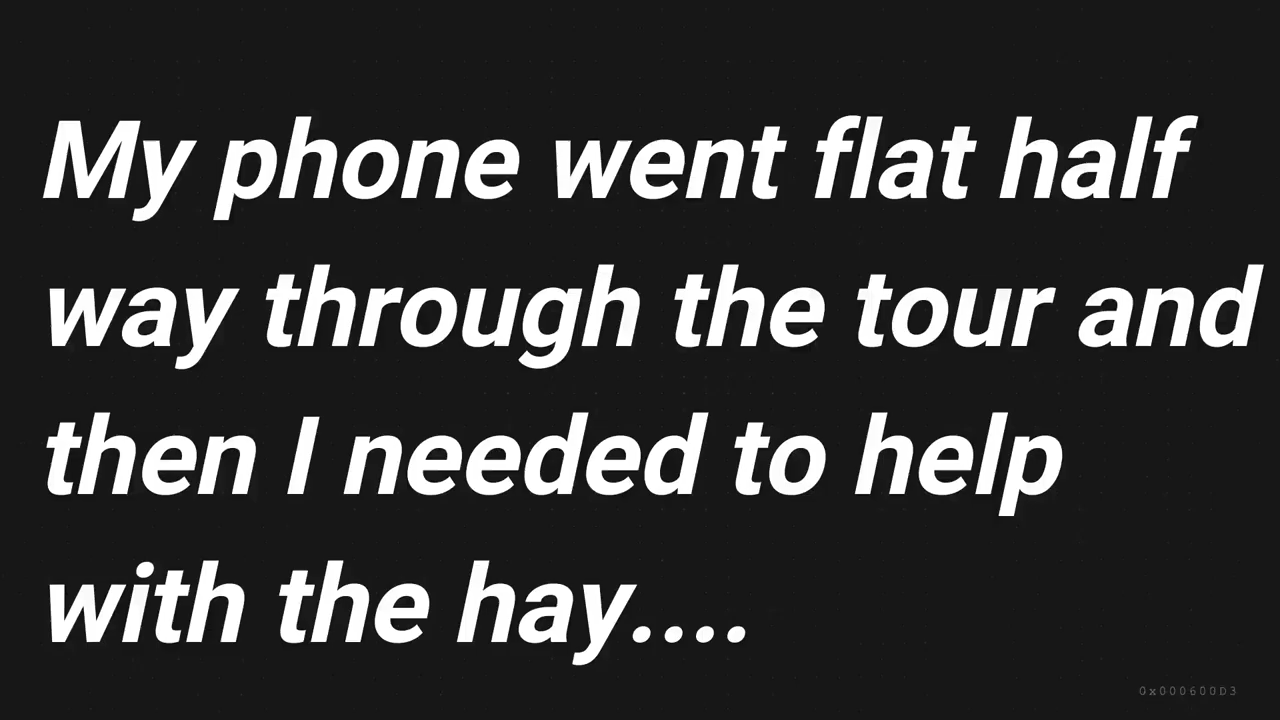 My phone went flat half
way through the tour and
then I needed to help
with the hay....
0x000600D3